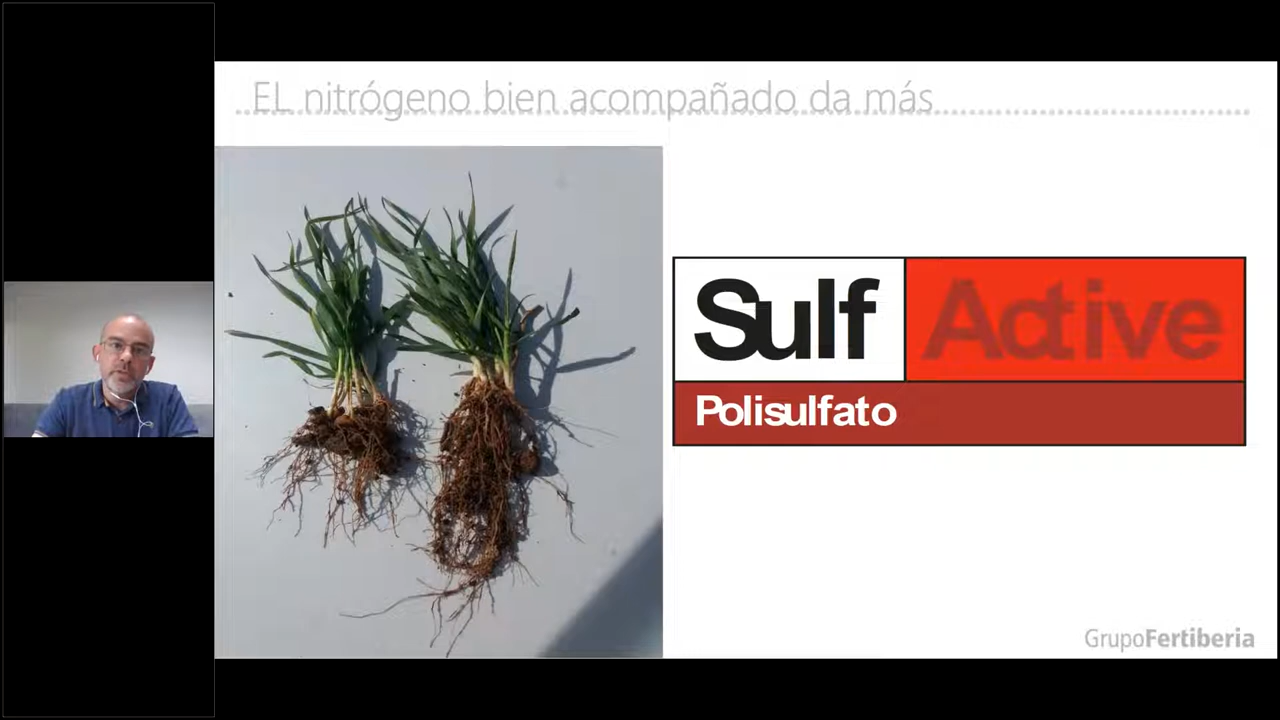 EL nitrógeno bien acompañado da más
Sulf Active
Polisulfato
GrupoFertiberia